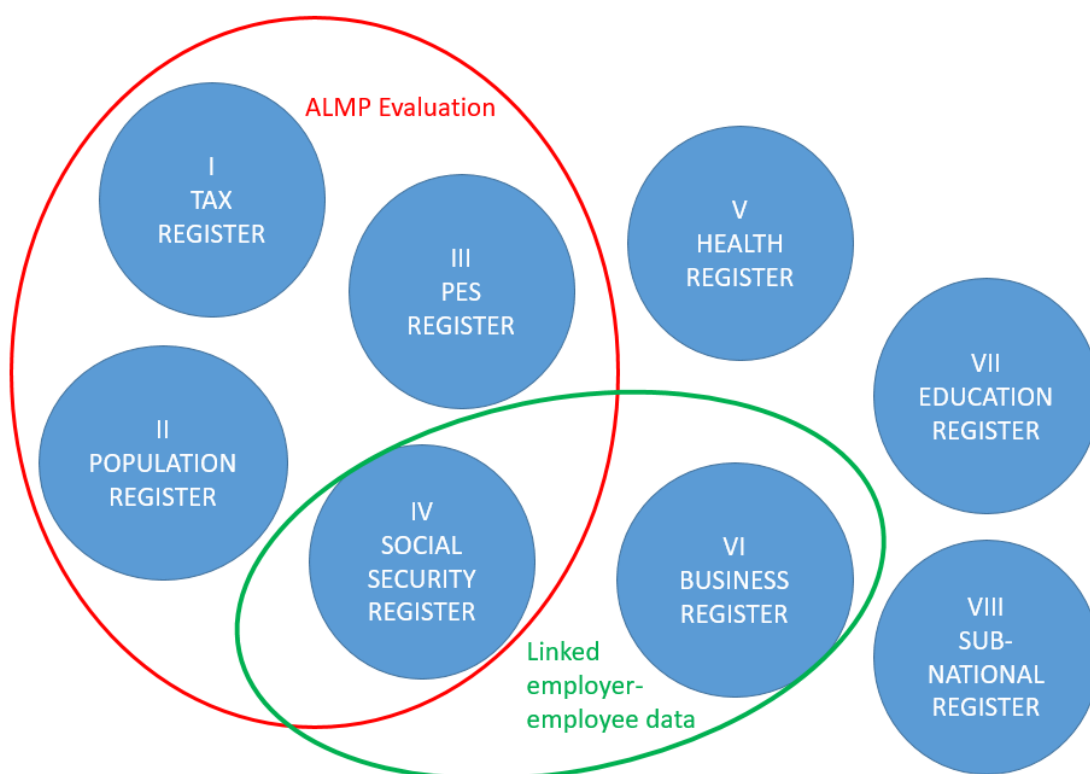 ALMP Evaluation
I
TAX
REGISTER
II
POPULATION
REGISTER
III
PES
REGISTER
IV
SOCIAL
SECURITY
REGISTER
V
HEALTH
REGISTER
VI
BUSINESS
REGISTER
VII
EDUCATION
REGISTER
VIII
SUB-
NATIONAL
REGISTER
Linked
employer-
employee data